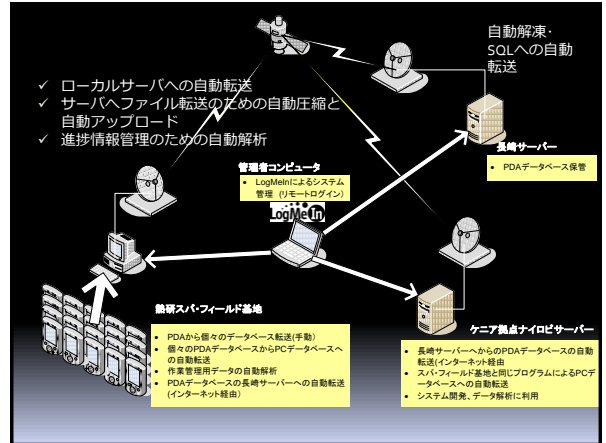 自動解凍・
SQLへの自動
転送
✓ ローカルサーバへの自動転送
✓ サーバへファイル転送のための自動圧縮と
自動アップロード
✓ 進捗情報管理のための自動解析
長崎サーバー
• PDAデータベース保管
管理者コンピュータ
• LogMeInによるシステム
管理 (リモートログイン)
LogMeIn
熱研スパ・フィールド基地
• PDAから個々のデータベース転送(手動)
• 個々のPDAデータベースからPCデータベースへ
の自動転送
• 作業管理用データの自動解析
• PDAデータベースの長崎サーバーへの自動転送
(インターネット経由)
ケニア拠点ナイロビサーバー
• 長崎サーバーへからのPDAデータベースの自動
転送(インターネット経由
• スパ・フィールド基地と同じプログラムによるPCデ
ータベースへの自動転送
• システム開発、データ解析に利用